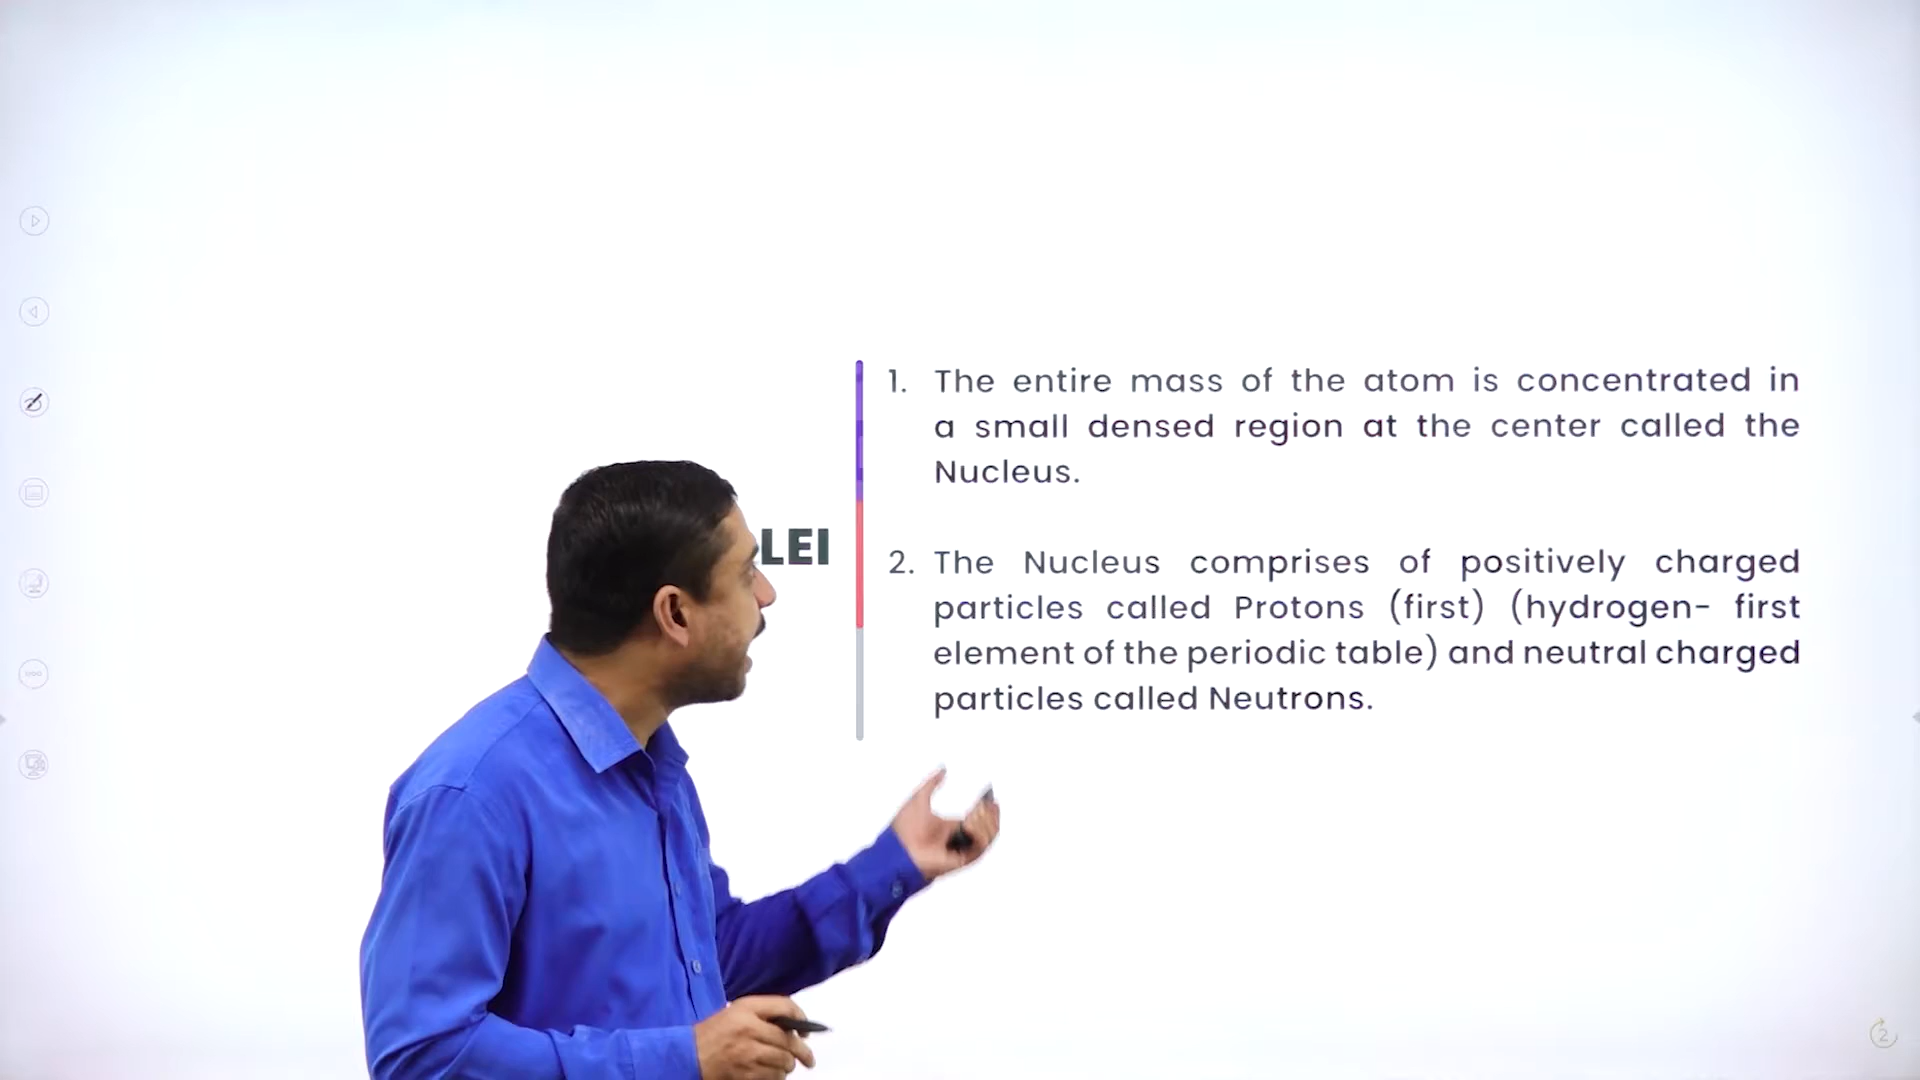 1. The entire mass of the atom is concentrated in
a small densed region at the center called the
Nucleus.
LEI
2. The Nucleus comprises of positively charged
particles called Protons (first) (hydrogen- first
element of the periodic table) and neutral charged
particles called Neutrons.
2